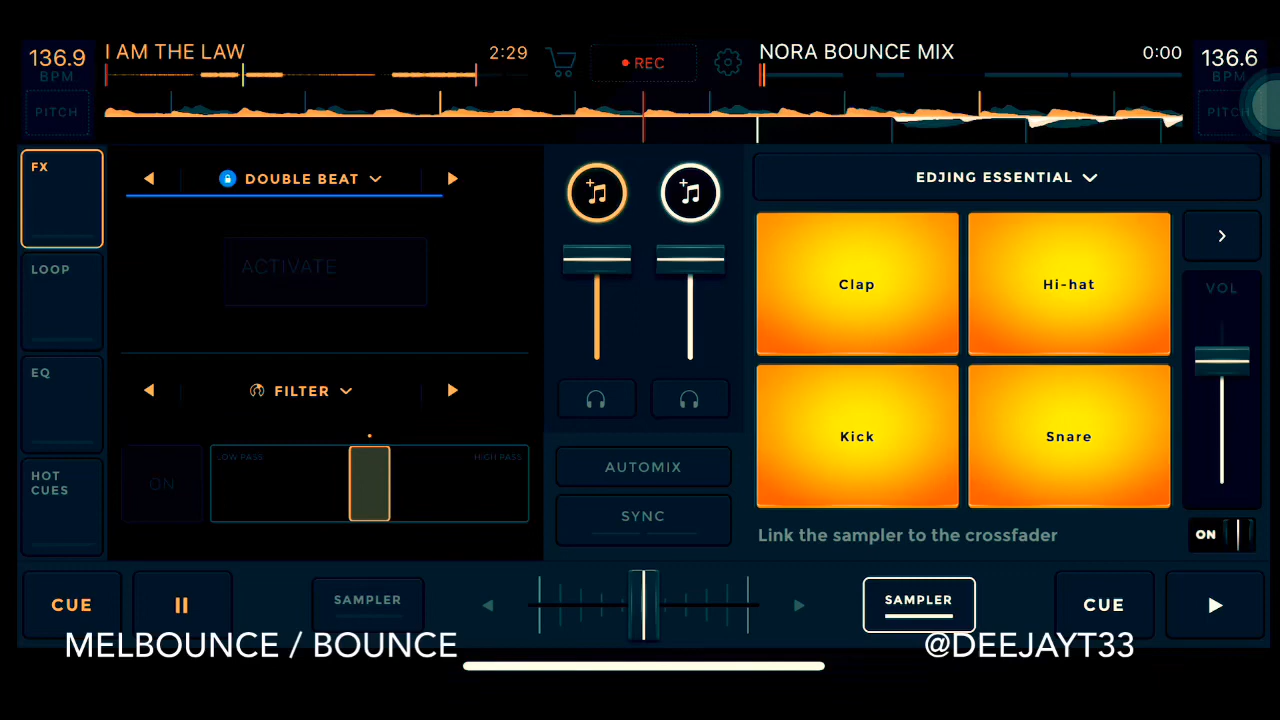 136.9
BPM
PITCH
I AM THE LAW
2:29
REC
NORA BOUNCE MIX
0:00
136.6
BPM
PITCH
FX
LOOP
EQ
HOT
CUES
DOUBLE BEAT
ACTIVATE
FILTER
ON
LOW PASS
HIGH PASS
AUTOMIX
SYNC
EDJING ESSENTIAL
Clap
Hi-hat
Kick
Snare
VOL
Link the sampler to the crossfader
ON
CUE
SAMPLER
SAMPLER
CUE
MELBOUNCE / BOUNCE
@DEEJAYT33